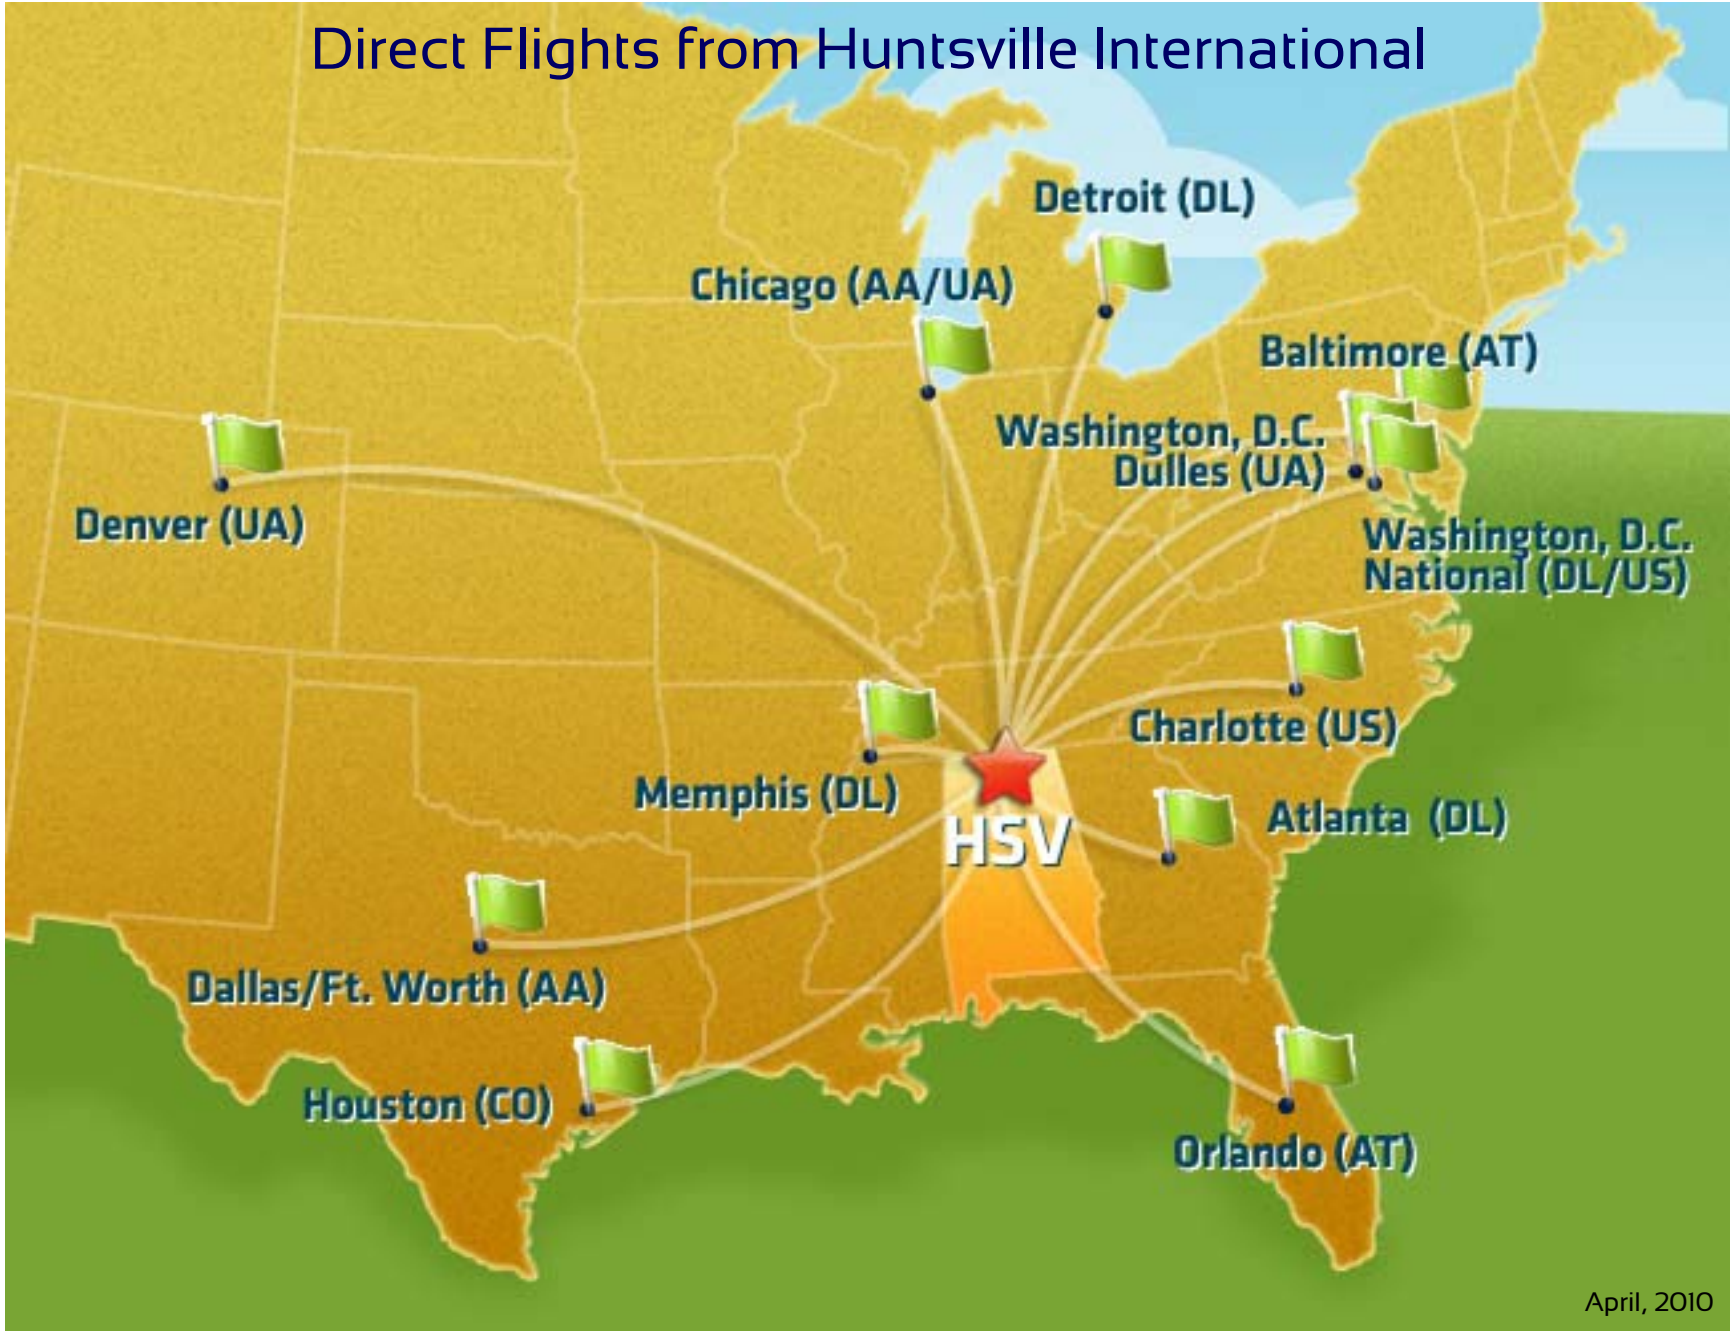 Direct Flights from Huntsville International
Detroit (DL)
Chicago (AA/UA)
Baltimore (AT)
Washington, D.C.
Dulles (UA)
Denver (UA)
Washington, D.C.
National (DL/US)
Charlotte (US)
Memphis (DL)
Atlanta (DL)
HSV
Dallas/Ft. Worth (AA)
Houston (CO)
Orlando (AT)
April, 2010